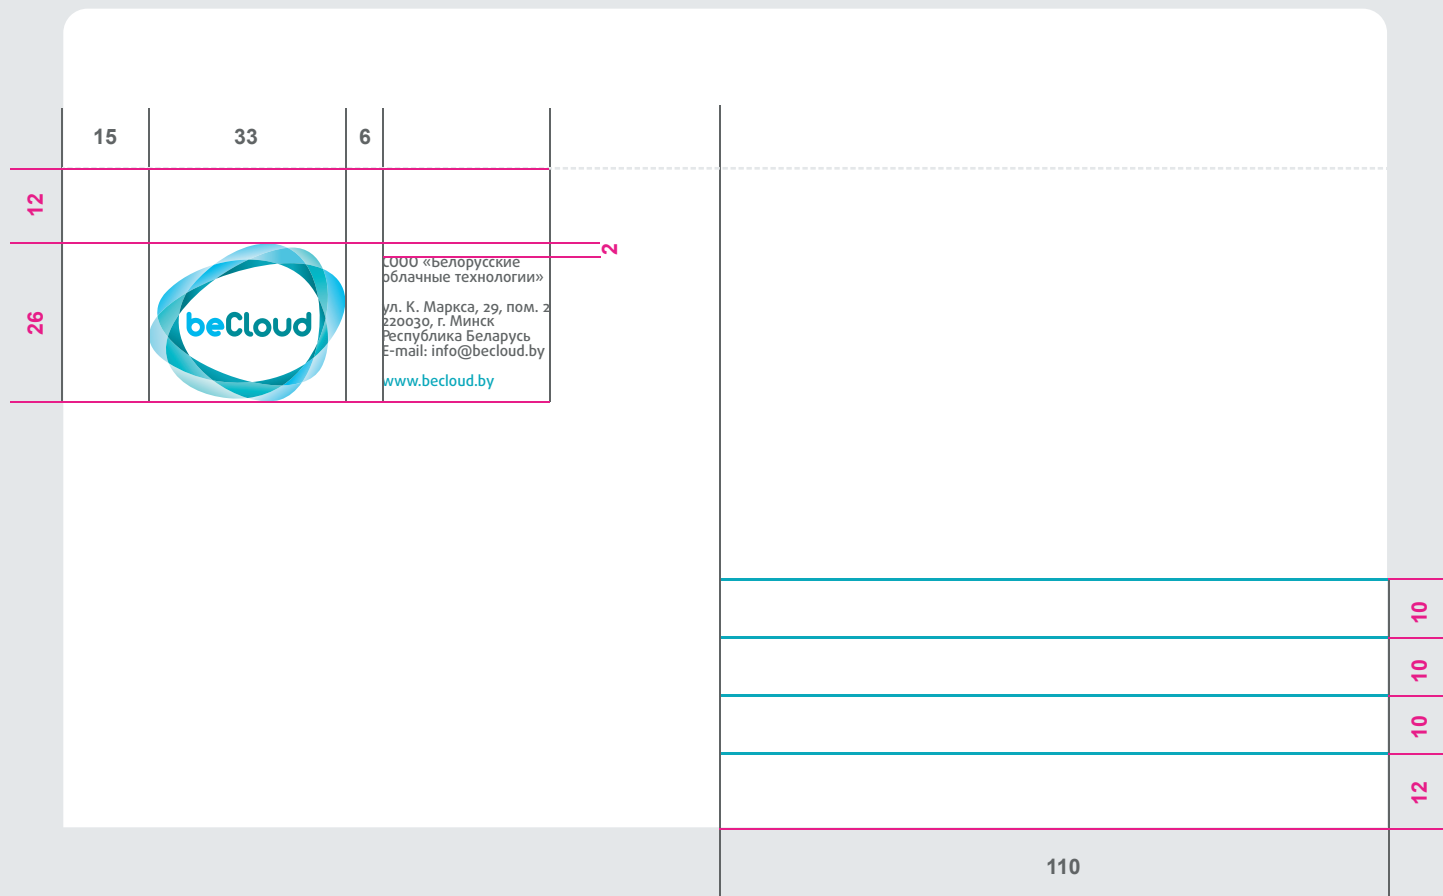 15
33
6
12
2
26
beCloud
СООО «Белорусские
облачные технологии»
ул. К. Маркса, 29, пом. 2
220030, г. Минск
Республика Беларусь
E-mail: info@becloud.by
www.becloud.by
10
10
10
12
110